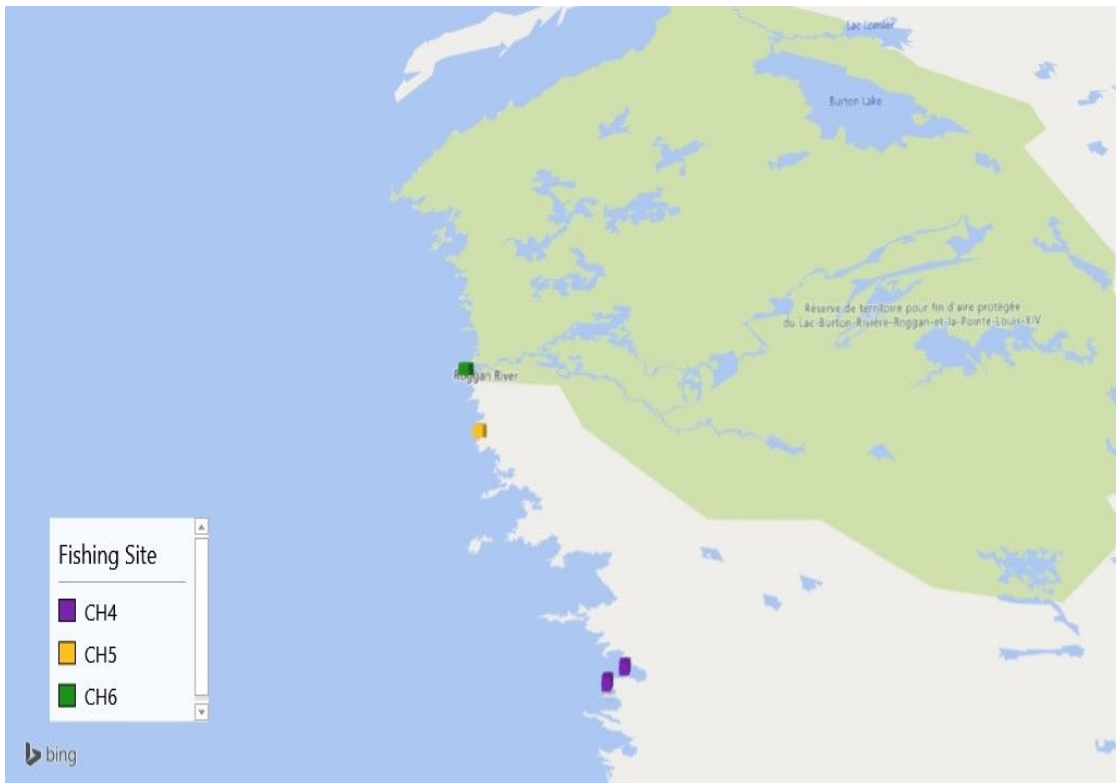 Lac Lomier
Burton Lake
Réserve de territoire pour fin d'aire protégée
du Lac-Burton-Rivière-Roggan-et-la-Pointe-Louis-XIV
Roggan River
Fishing Site
CH4
CH5
CH6
bing